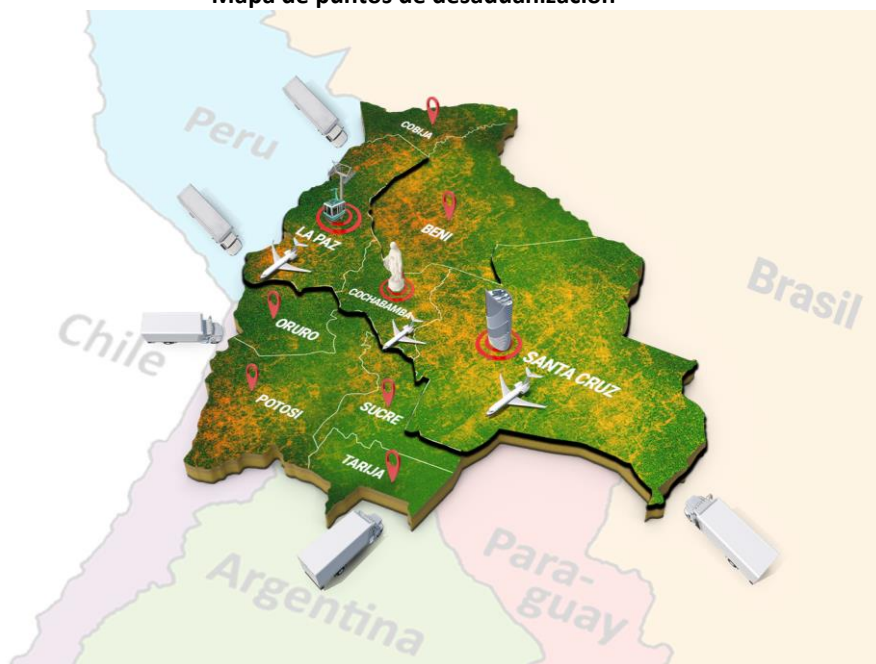 Mapa de puntos de desaduanización
Peru
COBIJA
BENI
LA PAZ
COCHABAMBA
Brasil
Chile
ORURO
SANTA CRUZ
POTOSI
SUCRE
TARIJA
Para-
guay
Argentina